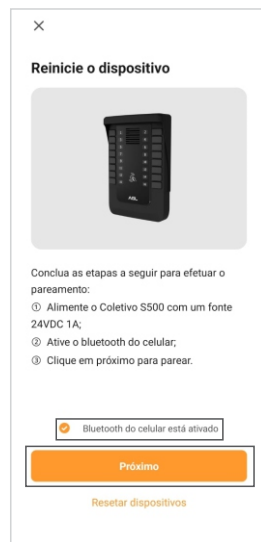 Reinicie o dispositivo
AGL
Conclua as etapas a seguir para efetuar o
pareamento:
① Alimente o Coletivo S500 com um fonte
24VDC 1A;
② Ative o bluetooth do celular;
③ Clique em próximo para parear.
Bluetooth do celular está ativado
Próximo
Resetar dispositivos